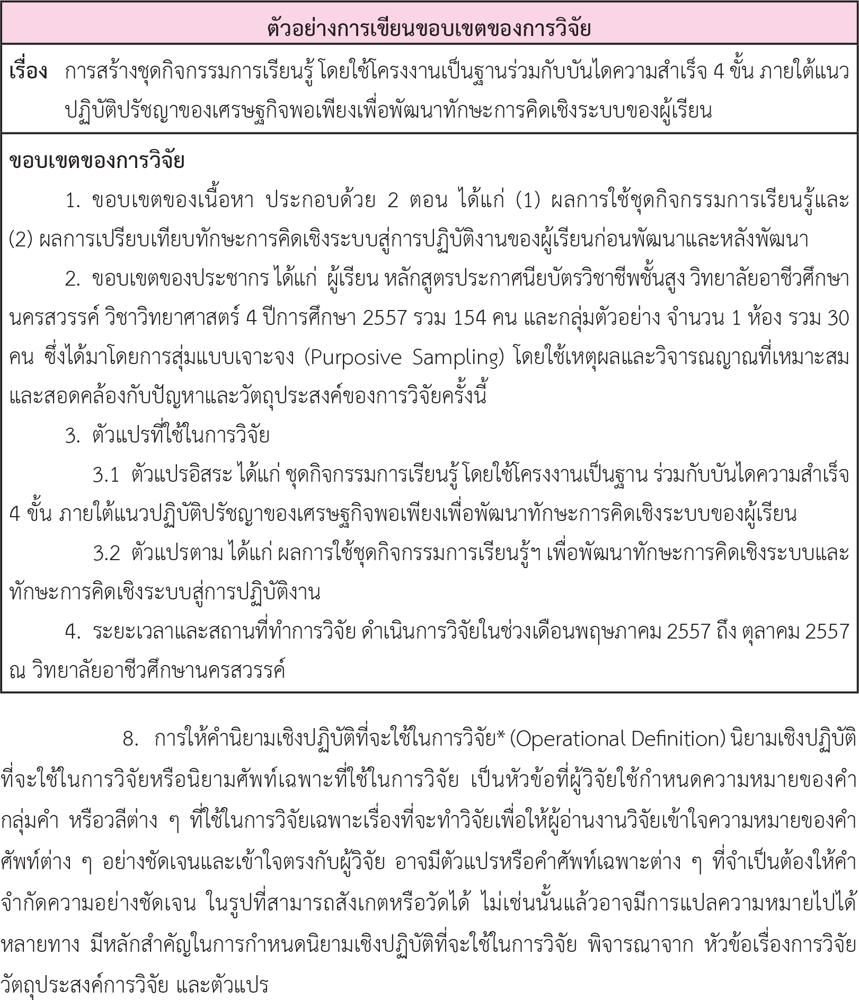 ตัวอย่างการเขียนขอบเขตของการวิจัย
เรื่อง การสร้างชุดกิจกรรมการเรียนรู้ โดยใช้โครงงานเป็นฐานร่วมกับบันไดความสำเร็จ 4 ขั้น ภายใต้แนว
ปฏิบัติปรัชญาของเศรษฐกิจพอเพียงเพื่อพัฒนาทักษะการคิดเชิงระบบของผู้เรียน
ขอบเขตของการวิจัย
1. ขอบเขตของเนื้อหา ประกอบด้วย 2 ตอน ได้แก่ (1) ผลการใช้ชุดกิจกรรมการเรียนรู้และ
(2) ผลการเปรียบเทียบทักษะการคิดเชิงระบบสู่การปฏิบัติงานของผู้เรียนก่อนพัฒนาและหลังพัฒนา
2. ขอบเขตของประชากร ได้แก่ ผู้เรียน หลักสูตรประกาศนียบัตรวิชาชีพชั้นสูง วิทยาลัยอาชีวศึกษา
นครสวรรค์ วิชาวิทยาศาสตร์ 4 ปีการศึกษา 2557 รวม 154 คน และกลุ่มตัวอย่าง จำนวน 1 ห้อง รวม 30
คน ซึ่งได้มาโดยการสุ่มแบบเจาะจง (Purposive Sampling) โดยใช้เหตุผลและวิจารณญาณที่เหมาะสม
และสอดคล้องกับปัญหาและวัตถุประสงค์ของการวิจัยครั้งนี้
3. ตัวแปรที่ใช้ในการวิจัย
3.1 ตัวแปรอิสระ ได้แก่ ชุดกิจกรรมการเรียนรู้ โดยใช้โครงงานเป็นฐาน ร่วมกับบันไดความสำเร็จ
4 ขั้น ภายใต้แนวปฏิบัติปรัชญาของเศรษฐกิจพอเพียงเพื่อพัฒนาทักษะการคิดเชิงระบบของผู้เรียน
3.2 ตัวแปรตาม ได้แก่ ผลการใช้ชุดกิจกรรมการเรียนรู้ฯ เพื่อพัฒนาทักษะการคิดเชิงระบบและ
ทักษะการคิดเชิงระบบสู่การปฏิบัติงาน
4. ระยะเวลาและสถานที่ทำการวิจัย ดำเนินการวิจัยในช่วงเดือนพฤษภาคม 2557 ถึง ตุลาคม 2557
ณ วิทยาลัยอาชีวศึกษานครสวรรค์
8. การให้คำนิยามเชิงปฏิบัติที่จะใช้ในการวิจัย* (Operational Definition) นิยามเชิงปฏิบัติ
ที่จะใช้ในการวิจัยหรือนิยามศัพท์เฉพาะที่ใช้ในการวิจัย เป็นหัวข้อที่ผู้วิจัยใช้กำหนดความหมายของคำ
กลุ่มคำ หรือวลีต่าง ๆ ที่ใช้ในการวิจัยเฉพาะเรื่องที่จะทำวิจัยเพื่อให้ผู้อ่านงานวิจัยเข้าใจความหมายของคำ
ศัพท์ต่าง ๆ อย่างชัดเจนและเข้าใจตรงกับผู้วิจัย อาจมีตัวแปรหรือคำศัพท์เฉพาะต่าง ๆ ที่จำเป็นต้องให้คำ
จำกัดความอย่างชัดเจน ในรูปที่สามารถสังเกตหรือวัดได้ ไม่เช่นนั้นแล้วอาจมีการแปลความหมายไปได้
หลายทาง มีหลักสำคัญในการกำหนดนิยามเชิงปฏิบัติที่จะใช้ในการวิจัย พิจารณาจาก หัวข้อเรื่องการวิจัย
วัตถุประสงค์การวิจัย และตัวแปร